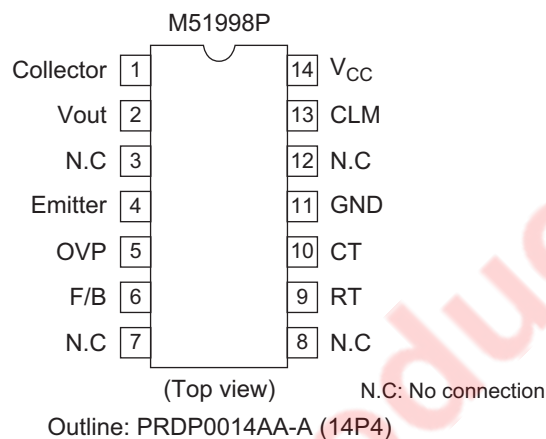 M51998P
Collector 1 14 VCC
Vout 2 13 CLM
N.C 3 12 N.C
Emitter 4 11 GND
OVP 5 10 CT
F/B 6 9 RT
N.C 7 8 N.C
(Top view) N.C: No connection
Outline: PRDP0014AA-A (14P4)